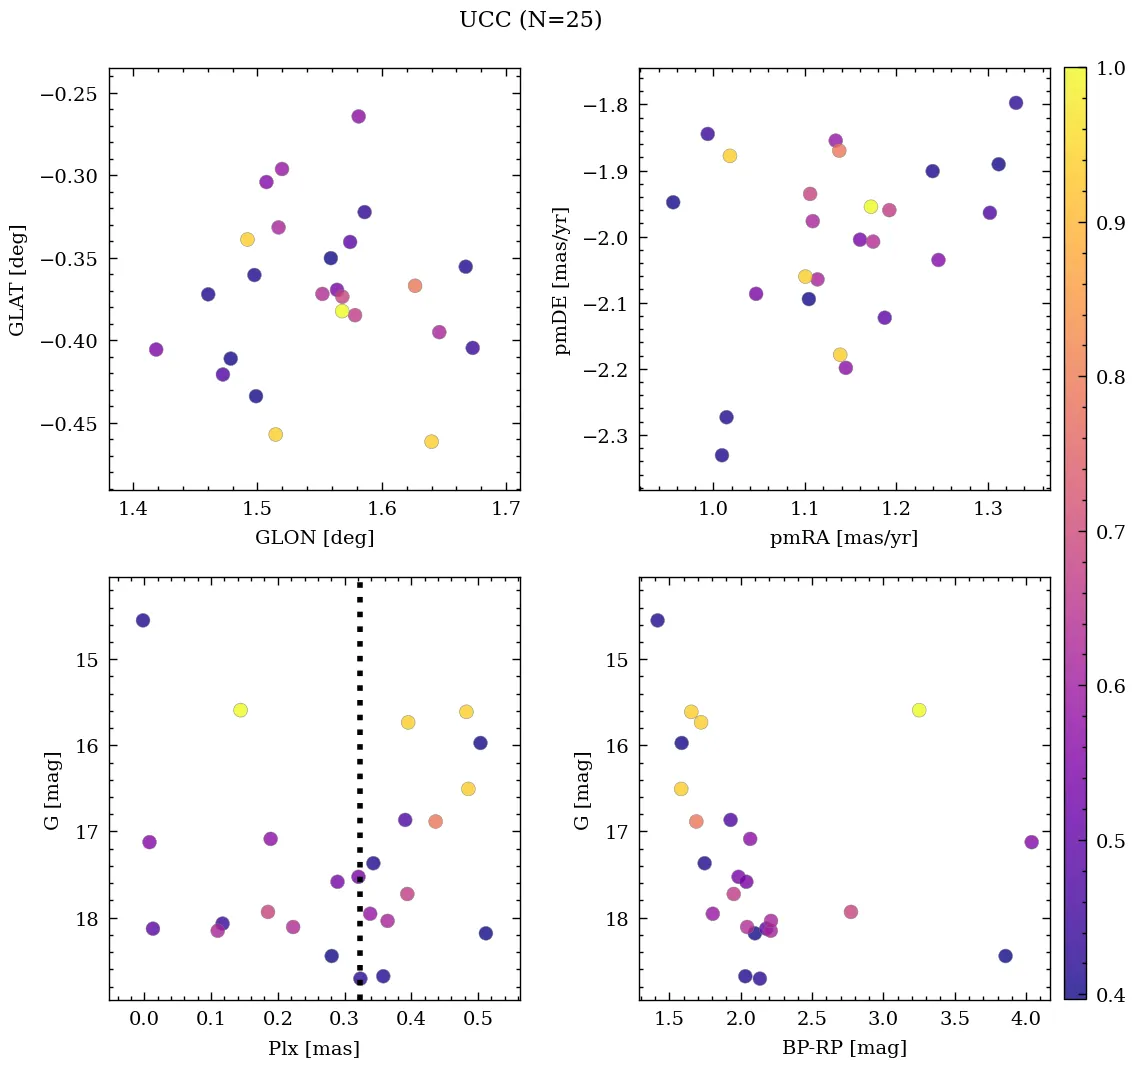 UCC (N=25)
−0.25
−0.30
−0.35
−0.40
−0.45
GLAT [deg]
1.4 1.5 1.6 1.7
GLON [deg]
−1.8
−1.9
−2.0
−2.1
−2.2
−2.3
pmDE [mas/yr]
1.0 1.1 1.2 1.3
pmRA [mas/yr]
15
16
17
18
G [mag]
0.0 0.1 0.2 0.3 0.4 0.5
Plx [mas]
15
16
17
18
G [mag]
1.5 2.0 2.5 3.0 3.5 4.0
BP-RP [mag]
1.0
0.9
0.8
0.7
0.6
0.5
0.4